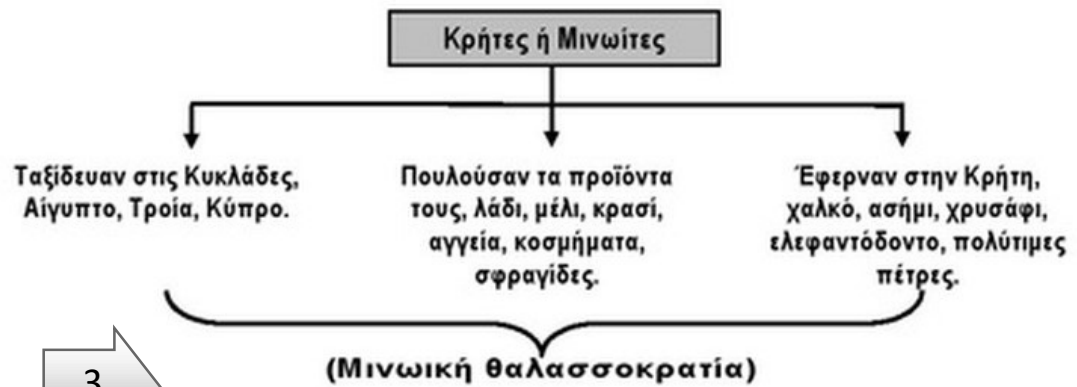 Κρήτες ή Μινωίτες
Ταξίδευαν στις Κυκλάδες,
Αίγυπτο, Τροία, Κύπρο.
Πουλούσαν τα προϊόντα
τους, λάδι, μέλι, κρασί,
αγγεία, κοσμήματα,
σφραγίδες.
Έφερναν στην Κρήτη,
χαλκό, ασήμι, χρυσάφι,
ελεφαντόδοντο, πολύτιμες
πέτρες.
(Μινωική θαλασσοκρατία)
3